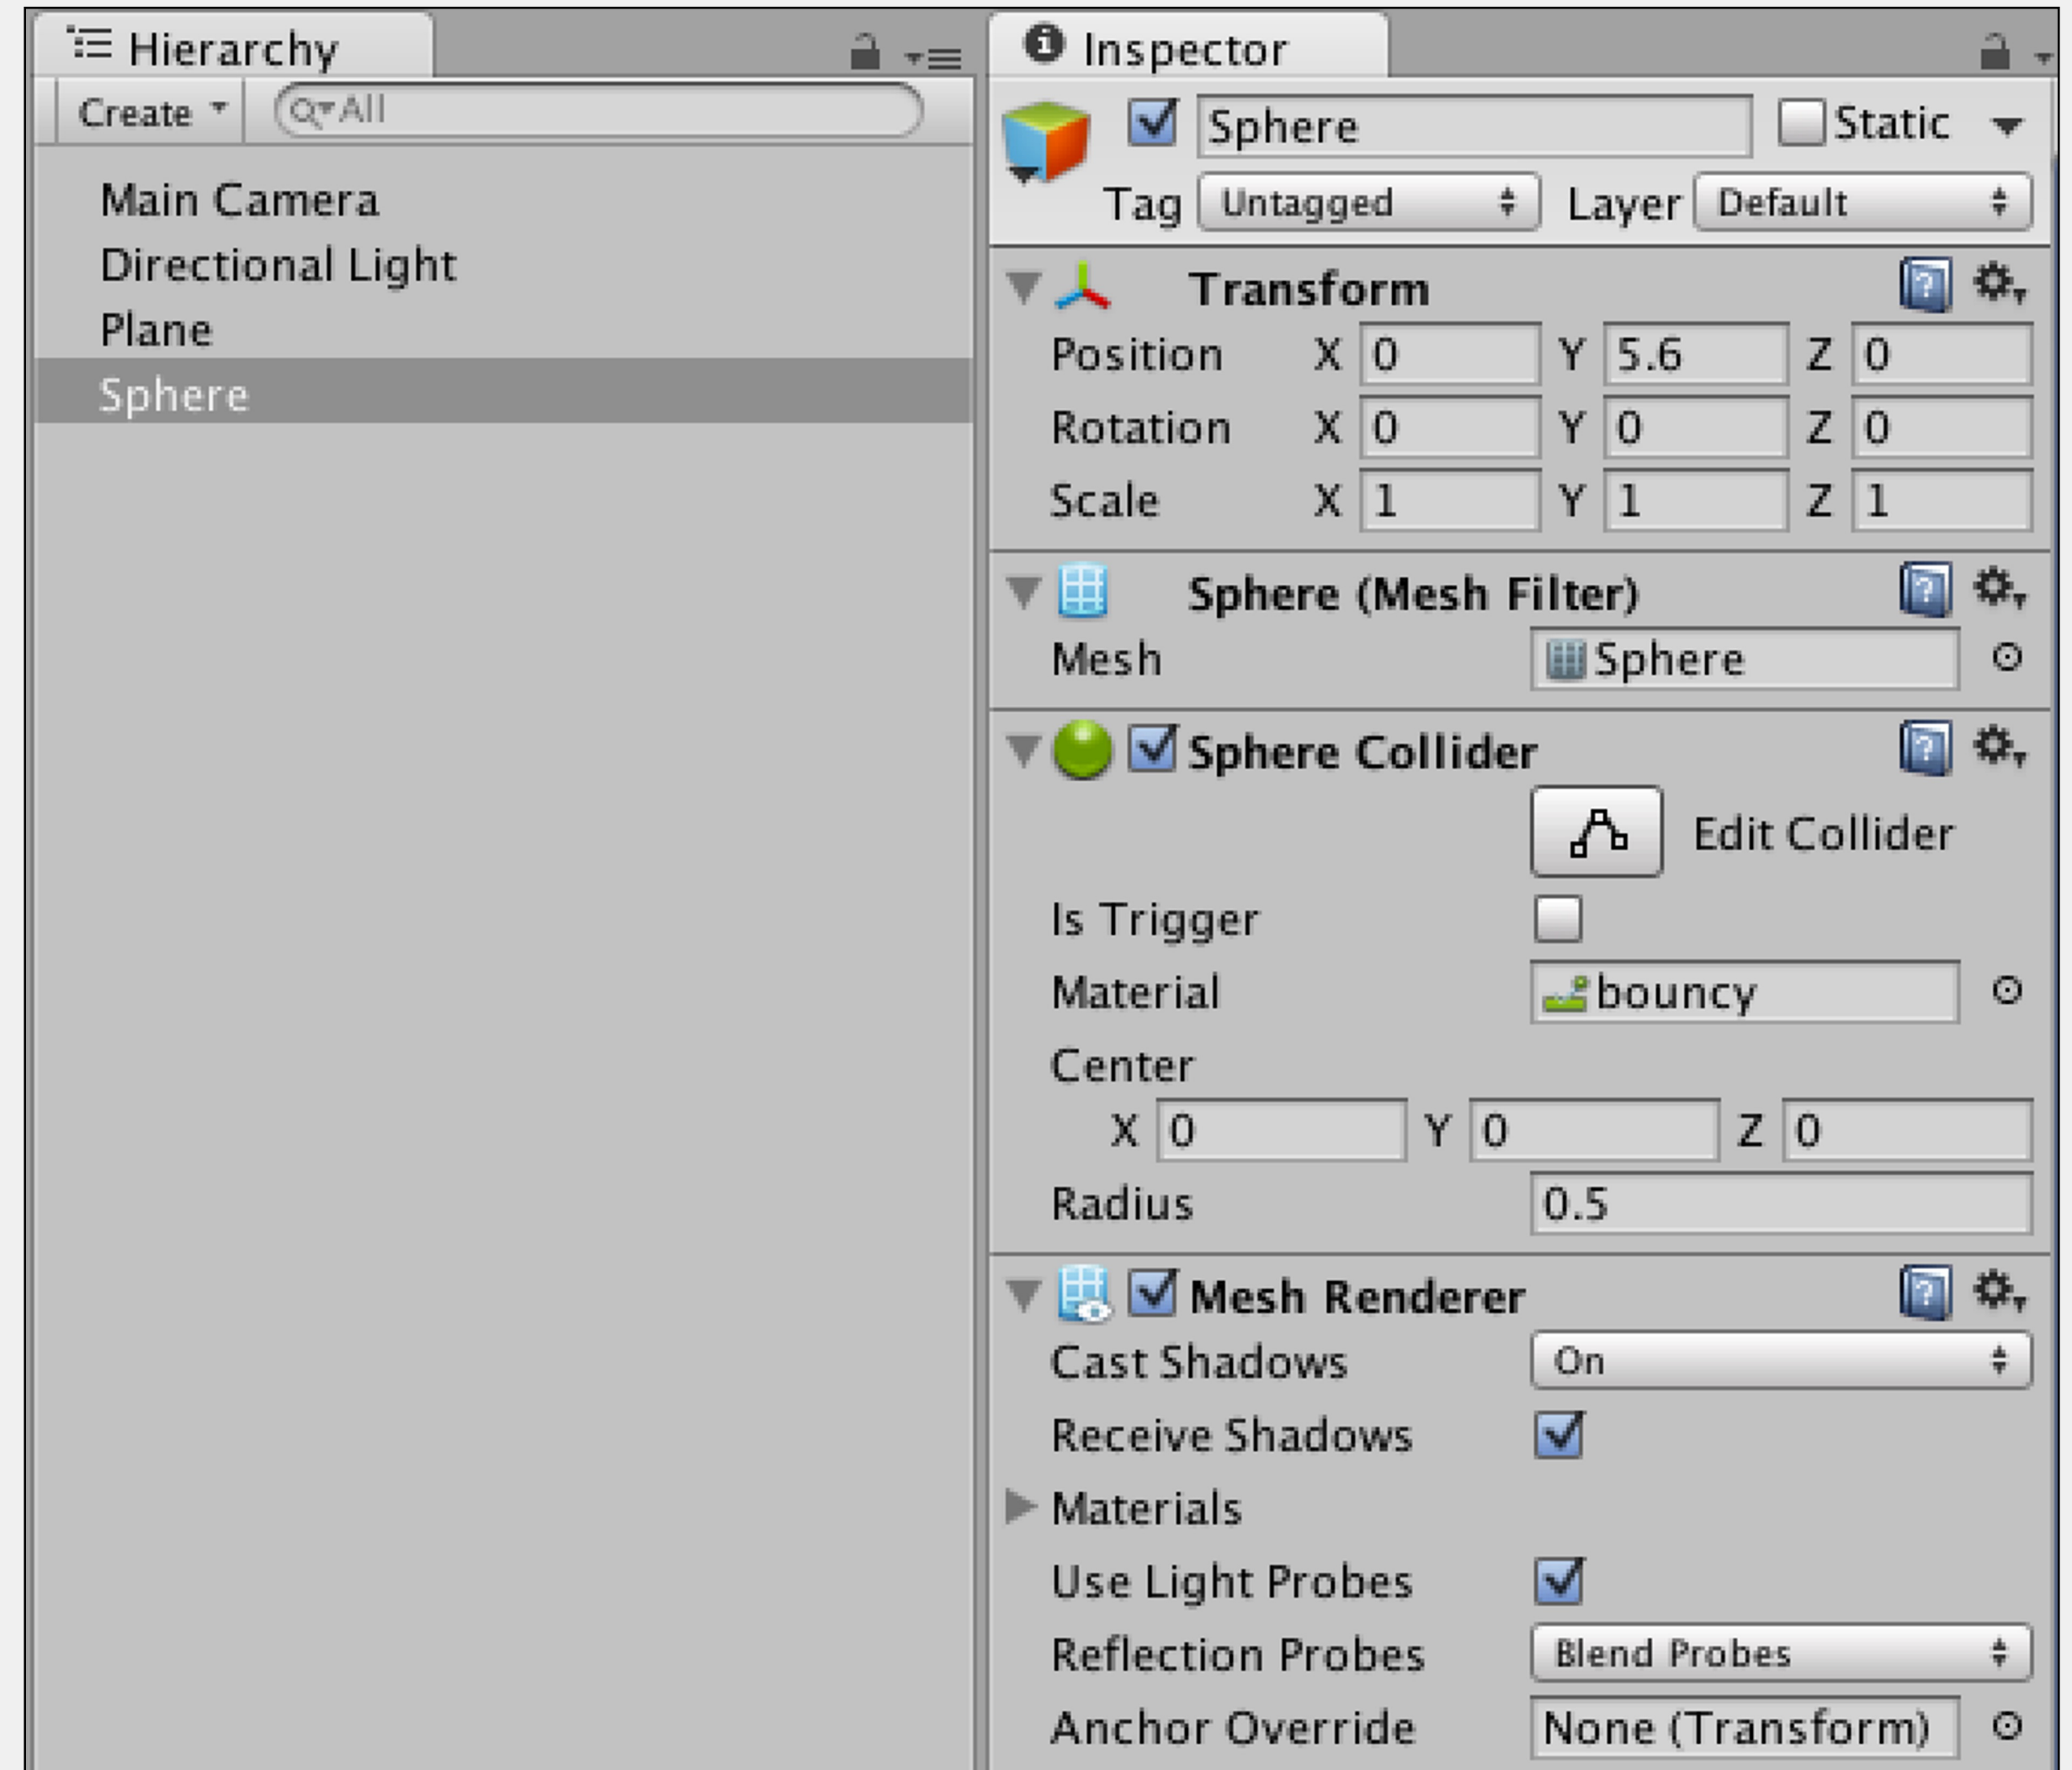 Hierarchy
Create All
Main Camera
Directional Light
Plane
Sphere
Inspector
Sphere Static
Tag Untagged Layer Default
Transform
Position X 0 Y 5.6 Z 0
Rotation X 0 Y 0 Z 0
Scale X 1 Y 1 Z 1
Sphere (Mesh Filter)
Mesh Sphere
Sphere Collider
Edit Collider
Is Trigger
Material bouncy
Center
X 0 Y 0 Z 0
Radius 0.5
Mesh Renderer
Cast Shadows On
Receive Shadows
Materials
Use Light Probes
Reflection Probes Blend Probes
Anchor Override None (Transform)